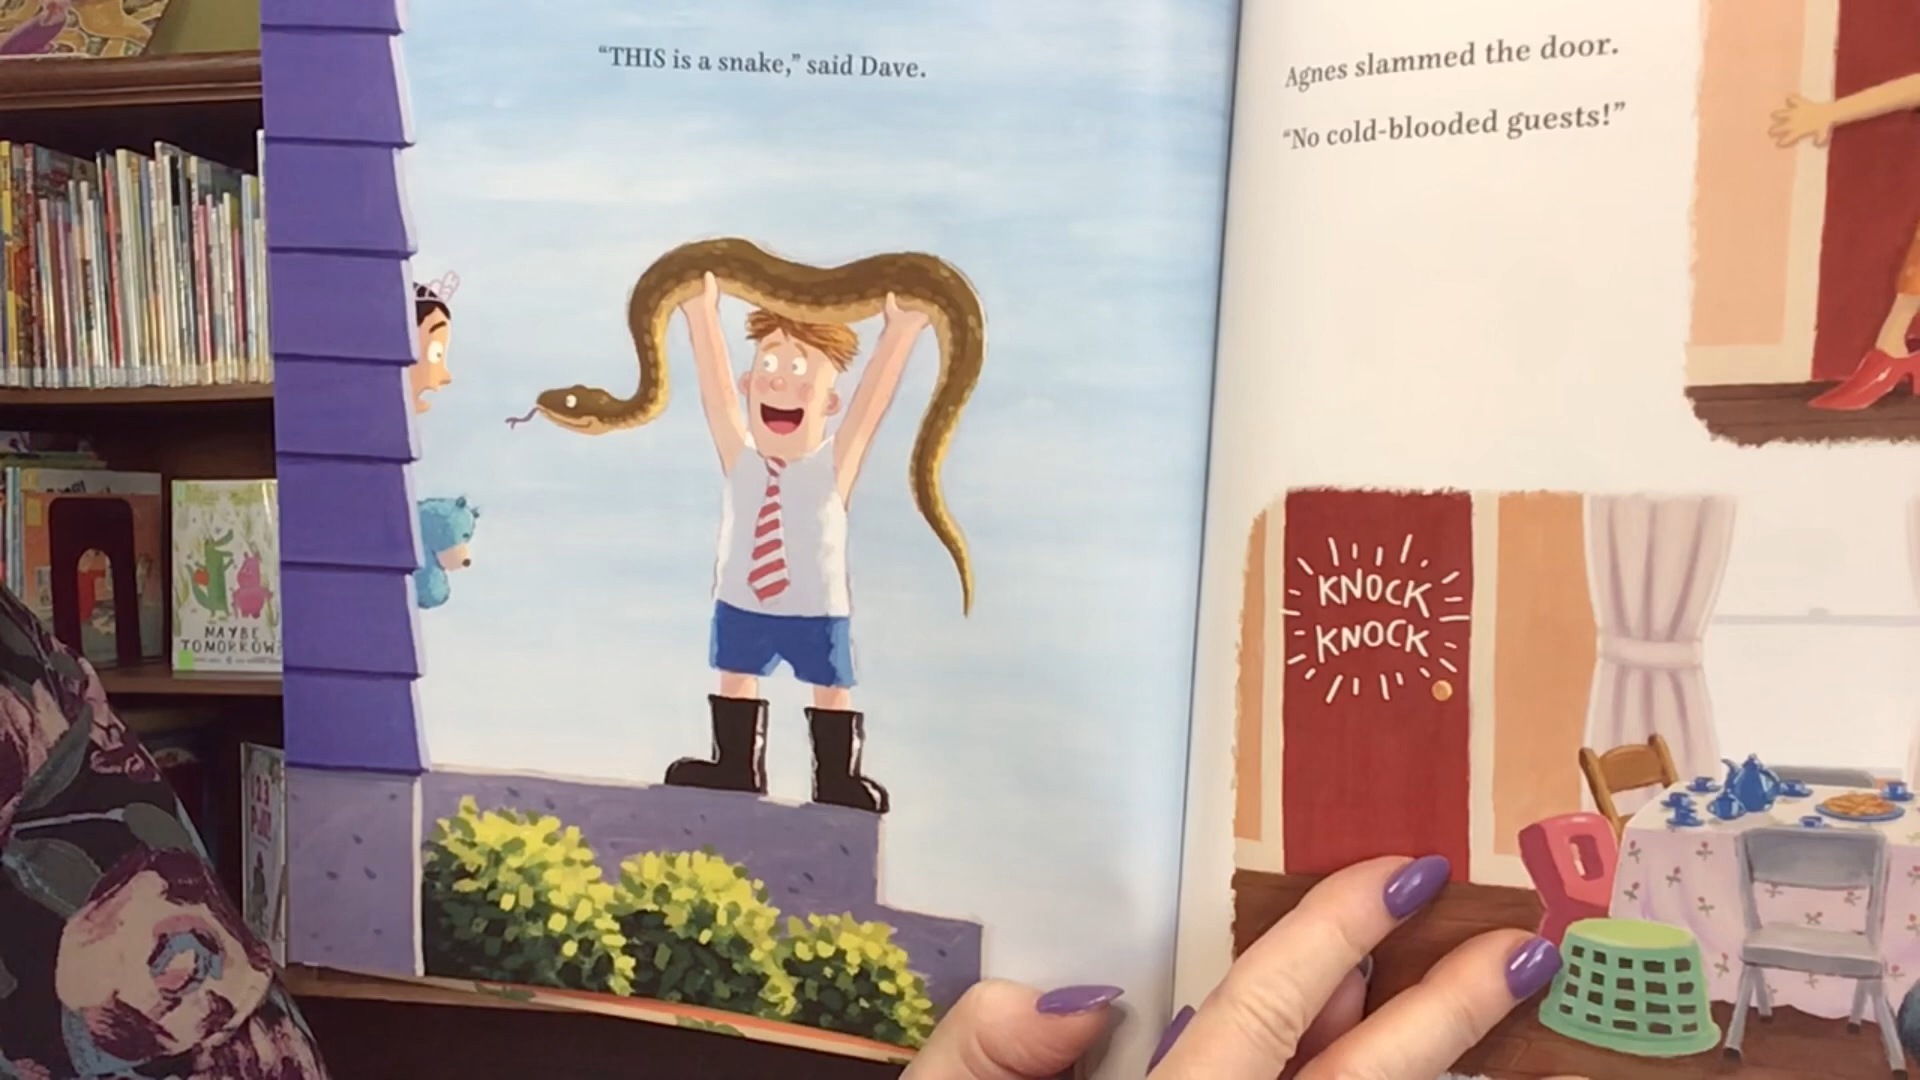 “THIS is a snake,” said Dave.
Agnes slammed the door.
“No cold-blooded guests!”
KNOCK
KNOCK
MAYBE
TOMORROW?